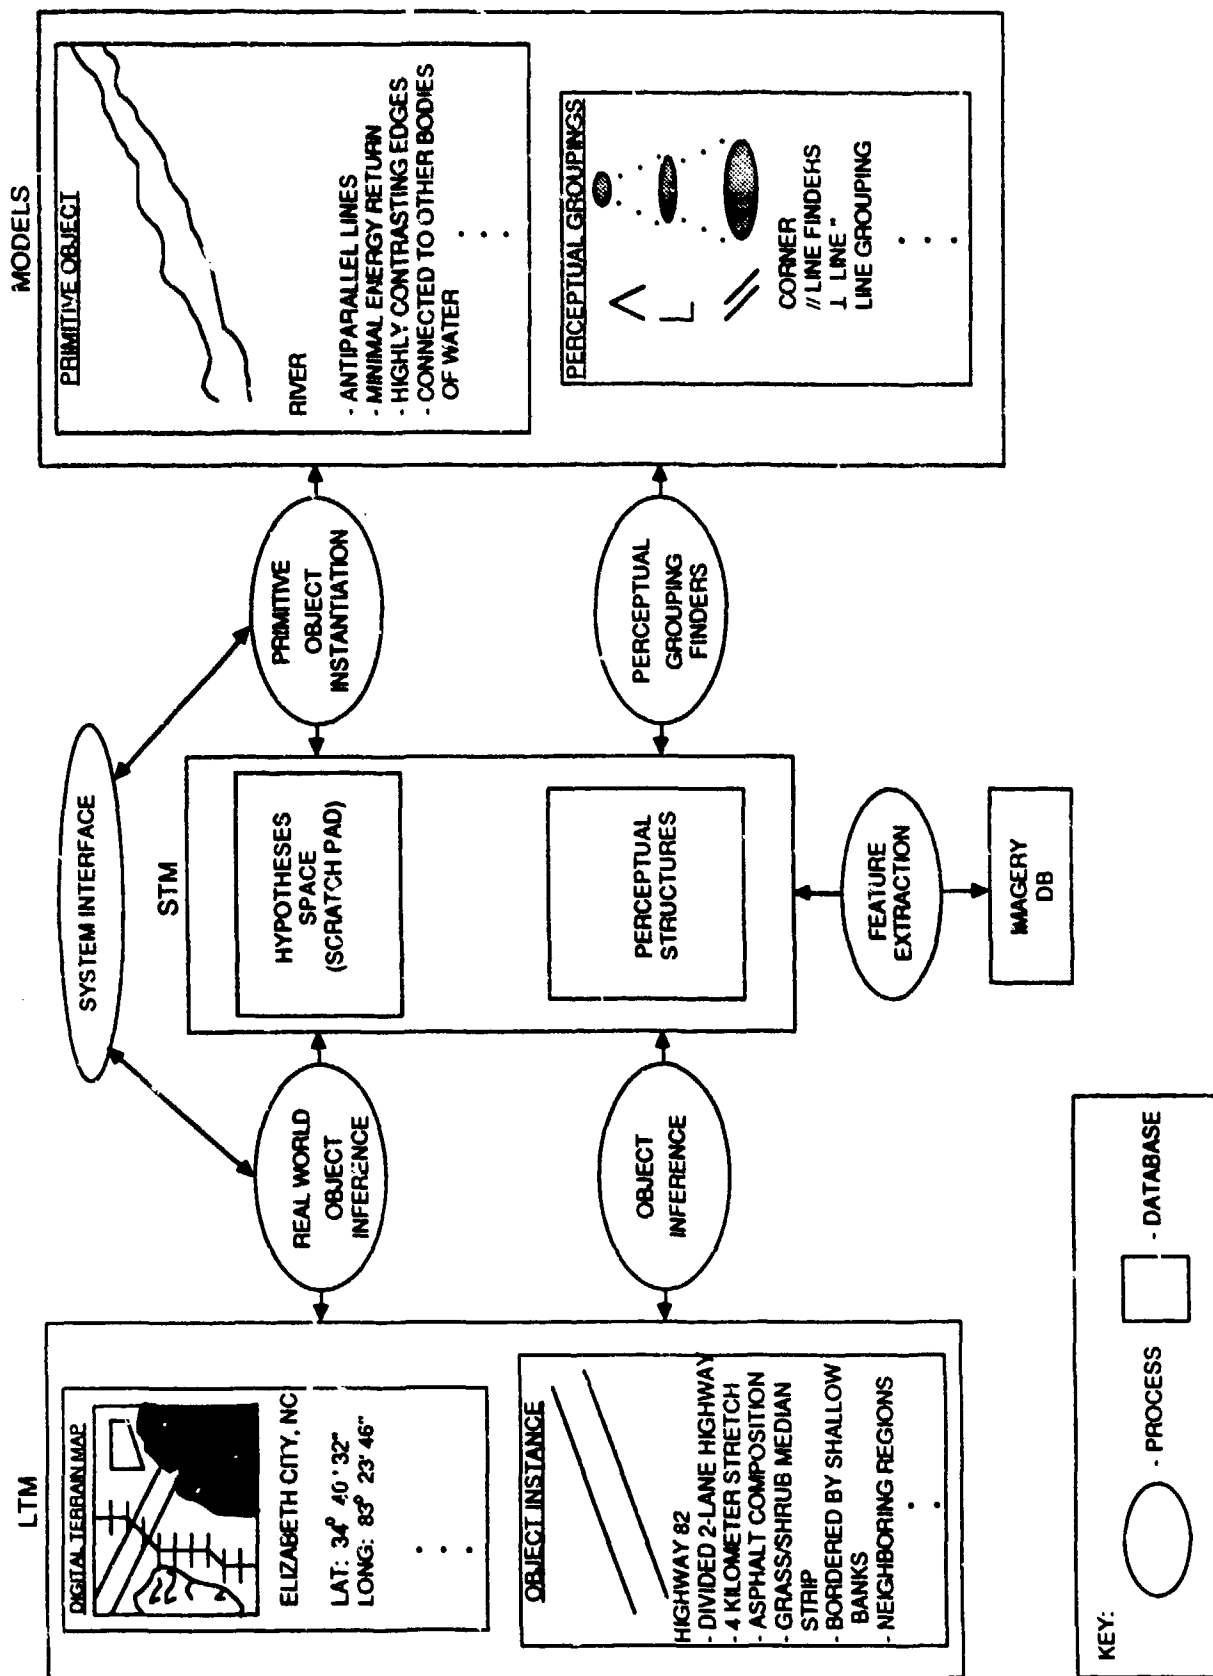 LTM
DIGITAL TERRAIN MAP
ELIZABETH CITY, NC
LAT: 34° 40' 32"
LONG: 83° 23' 46"
. . .
OBJECT INSTANCE
HIGHWAY 82
- DIVIDED 2-LANE HIGHWAY
- 4 KILOMETER STRETCH
- ASPHALT COMPOSITION
- GRASS/SHRUB MEDIAN
STRIP
- BORDERED BY SHALLOW
BANKS
- NEIGHBORING REGIONS
. .
SYSTEM INTERFACE
REAL WORLD
OBJECT
INFERENCE
OBJECT
INFERENCE
STM
HYPOTHESES
SPACE
(SCRATCH PAD)
PERCEPTUAL
STRUCTURES
FEATURE
EXTRACTION
IMAGERY
DB
PRIMITIVE
OBJECT
INSTANTIATION
PERCEPTUAL
GROUPING
FINDERS
MODELS
PRIMITIVE OBJECT
RIVER
- ANTIPARALLEL LINES
- MINIMAL ENERGY RETURN
- HIGHLY CONTRASTING EDGES
- CONNECTED TO OTHER BODIES
OF WATER
. . .
PERCEPTUAL GROUPINGS
CORNER
// LINE FINDERS
⊥ LINE "
LINE GROUPING
. . .
KEY:
- PROCESS
- DATABASE